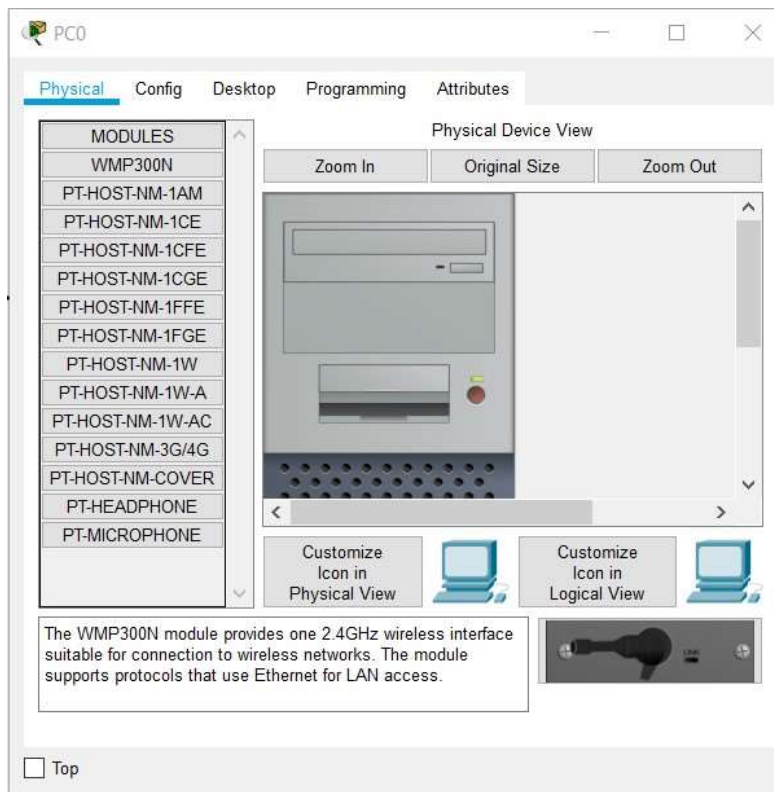 PC0
Physical Config Desktop Programming Attributes
MODULES
WMP300N
PT-HOST-NM-1AM
PT-HOST-NM-1CE
PT-HOST-NM-1CFE
PT-HOST-NM-1CGE
PT-HOST-NM-1FFE
PT-HOST-NM-1FGE
PT-HOST-NM-1W
PT-HOST-NM-1W-A
PT-HOST-NM-1W-AC
PT-HOST-NM-3G/4G
PT-HOST-NM-COVER
PT-HEADPHONE
PT-MICROPHONE
Physical Device View
Zoom In Original Size Zoom Out
Customize
Icon in
Physical View
Customize
Icon in
Logical View
The WMP300N module provides one 2.4GHz wireless interface
suitable for connection to wireless networks. The module
supports protocols that use Ethernet for LAN access.
LINK
Top